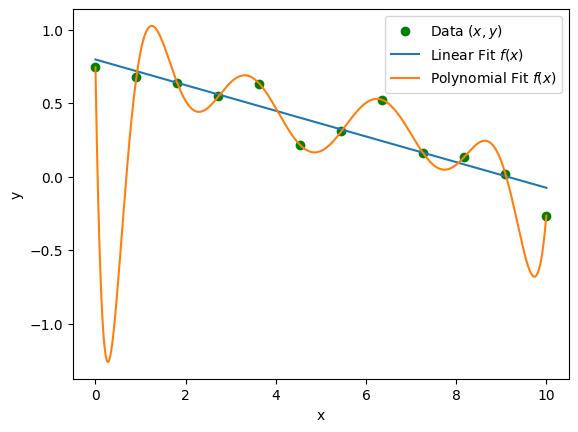 Data (x, y)
Linear Fit f(x)
Polynomial Fit f(x)
1.0
0.5
0.0
−0.5
−1.0
y
0
2
4
6
8
10
x